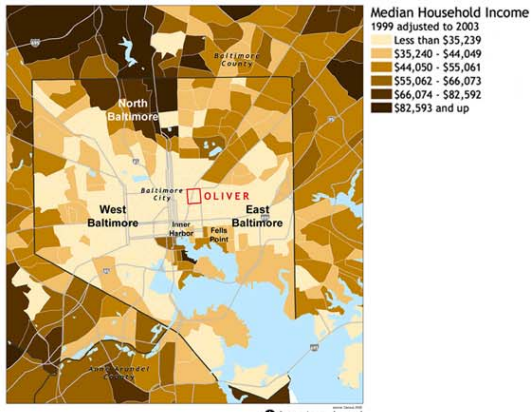 Median Household Income
1999 adjusted to 2003
Less than $35,239
$35,240 - $44,049
$44,050 - $55,061
$55,062 - $66,073
$66,074 - $82,592
$82,593 and up
Baltimore
County
North
Baltimore
Baltimore
City
OLIVER
West
Baltimore
East
Baltimore
Inner
Harbor
Fells
Point
Anne Arundel
County